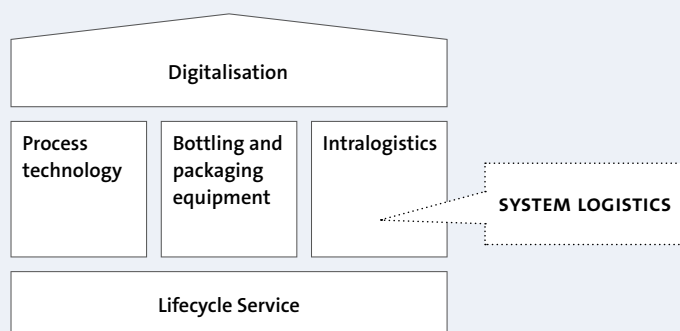 Digitalisation
Process
technology
Bottling and
packaging
equipment
Intralogistics
SYSTEM LOGISTICS
Lifecycle Service